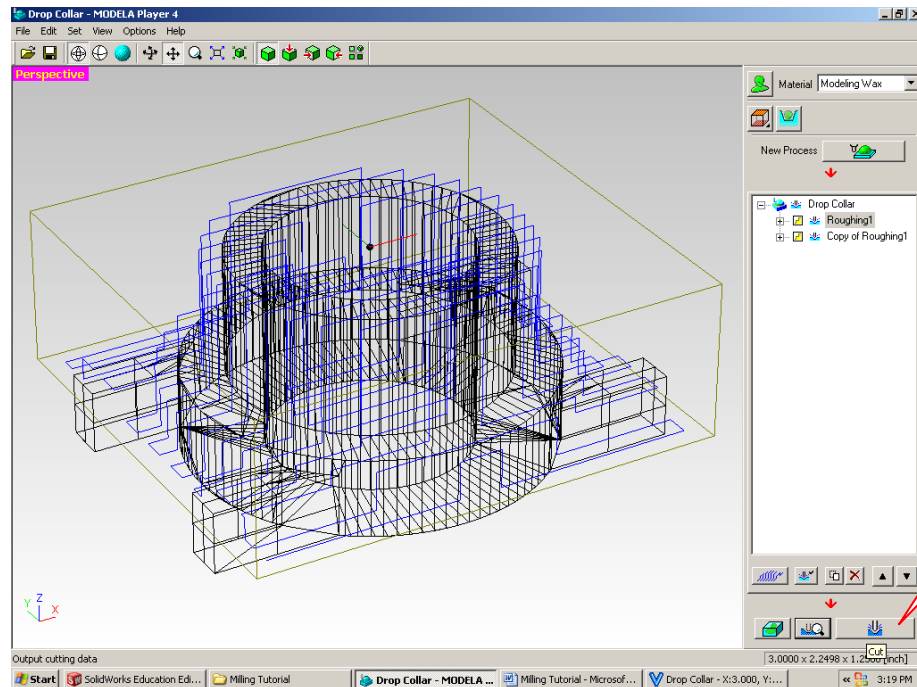 Drop Collar - MODELA Player 4
File Edit Set View Options Help
Perspective
Material Modeling Wax
New Process
Drop Collar
Roughing1
Copy of Roughing1
Z
Y
X
Cut
Output cutting data
3.0000 x 2.2498 x [inch]
Start SolidWorks Education Edi... Milling Tutorial Drop Collar - MODELA ... Milling Tutorial - Microsof... Drop Collar - X:3.000, Y:... « 3:19 PM